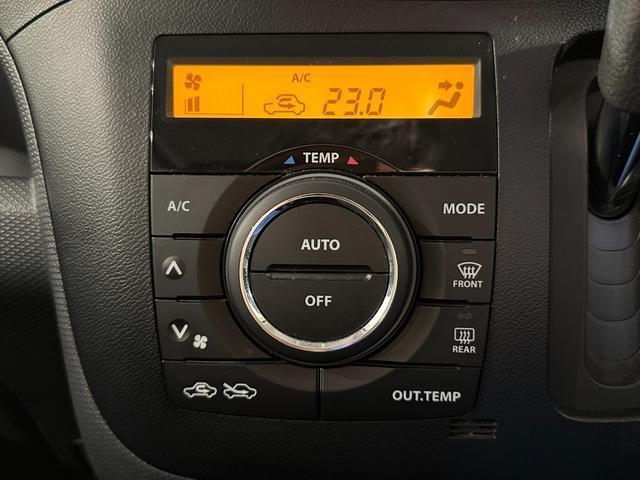 A/C
23.0
TEMP
A/C
MODE
AUTO
OFF
FRONT
REAR
OUT.TEMP